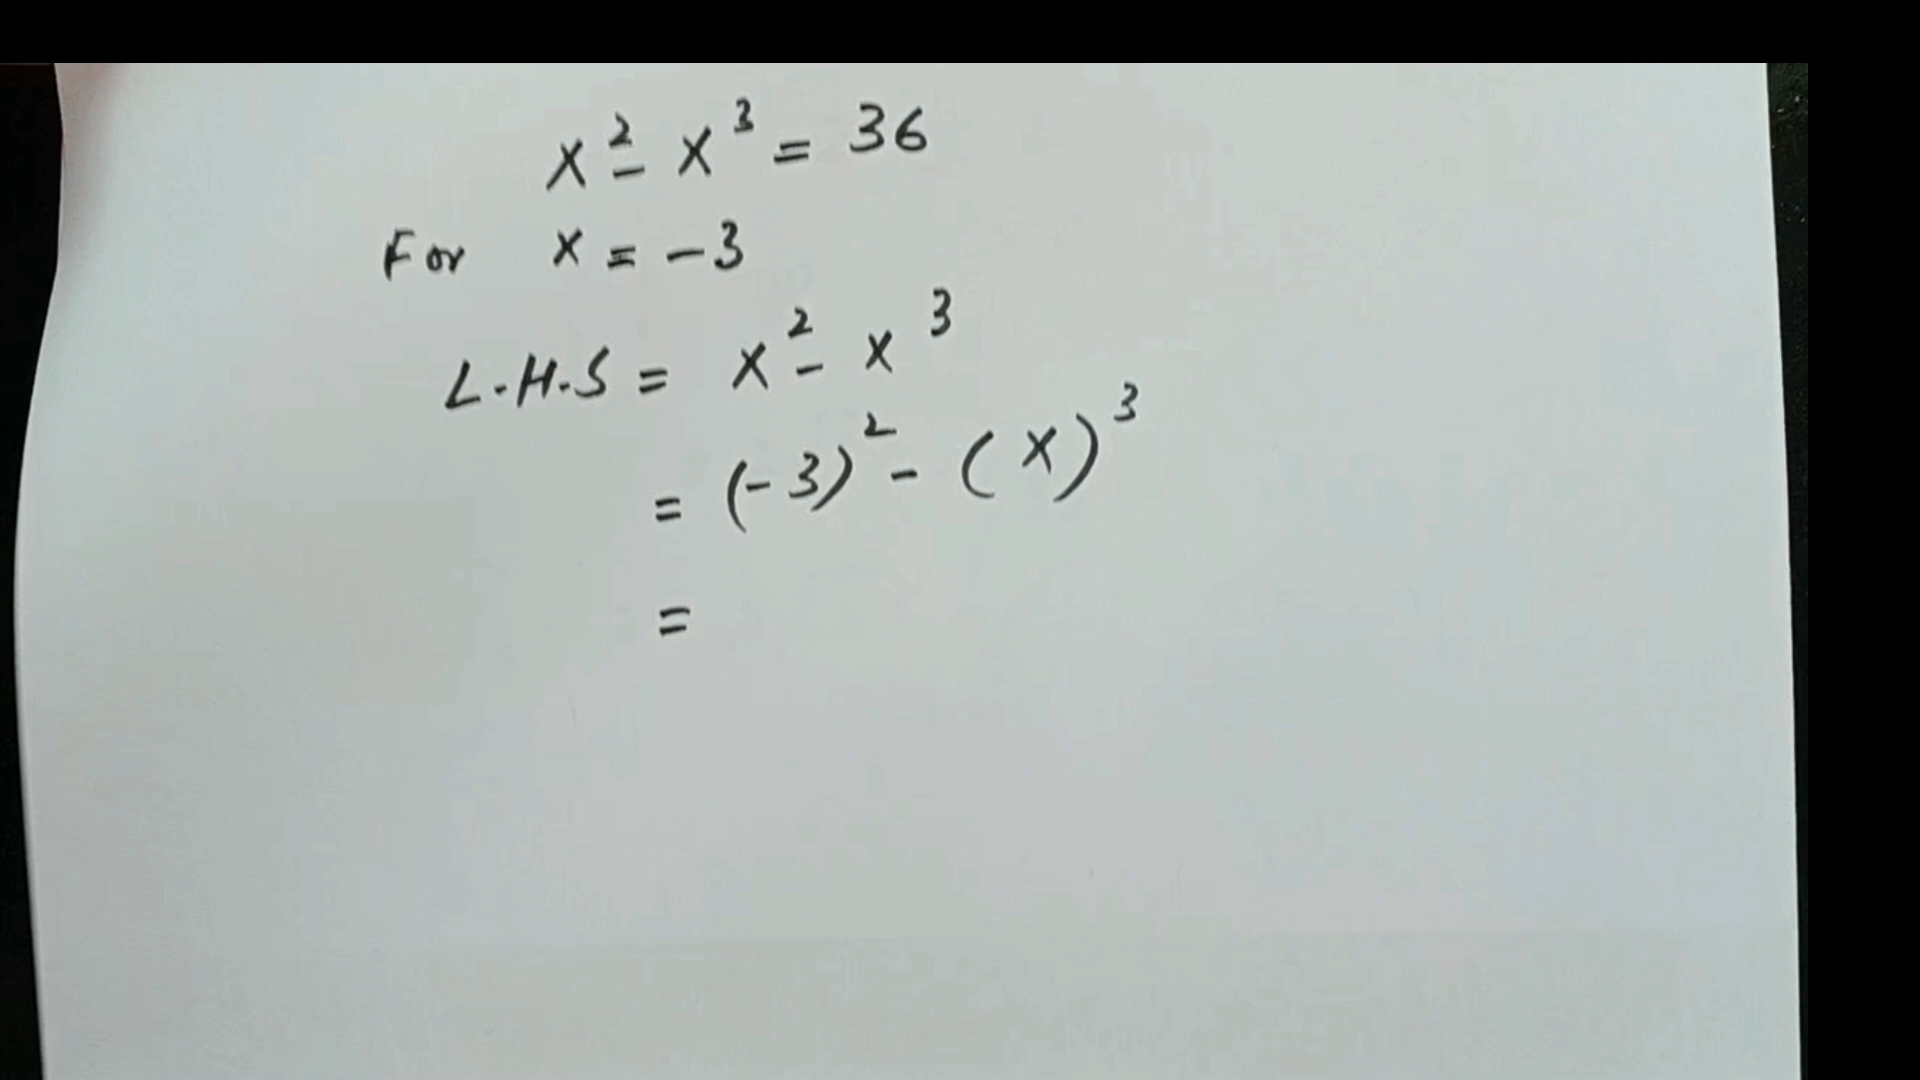 x² - x³ = 36
For x = -3
L.H.S = x² - x³
= (-3)² - (x)³
=